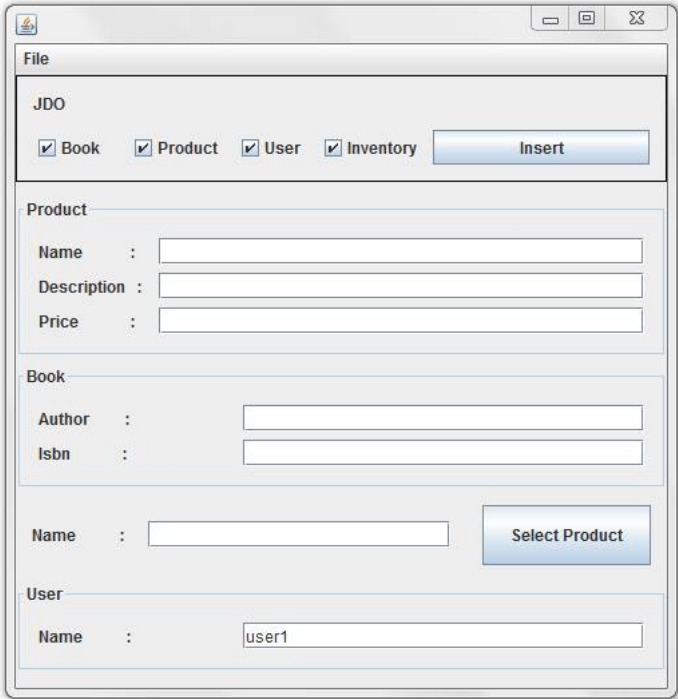 File
JDO
Book Product User Inventory Insert
Product
Name :
Description :
Price :
Book
Author :
Isbn :
Name : Select Product
User
Name : user1